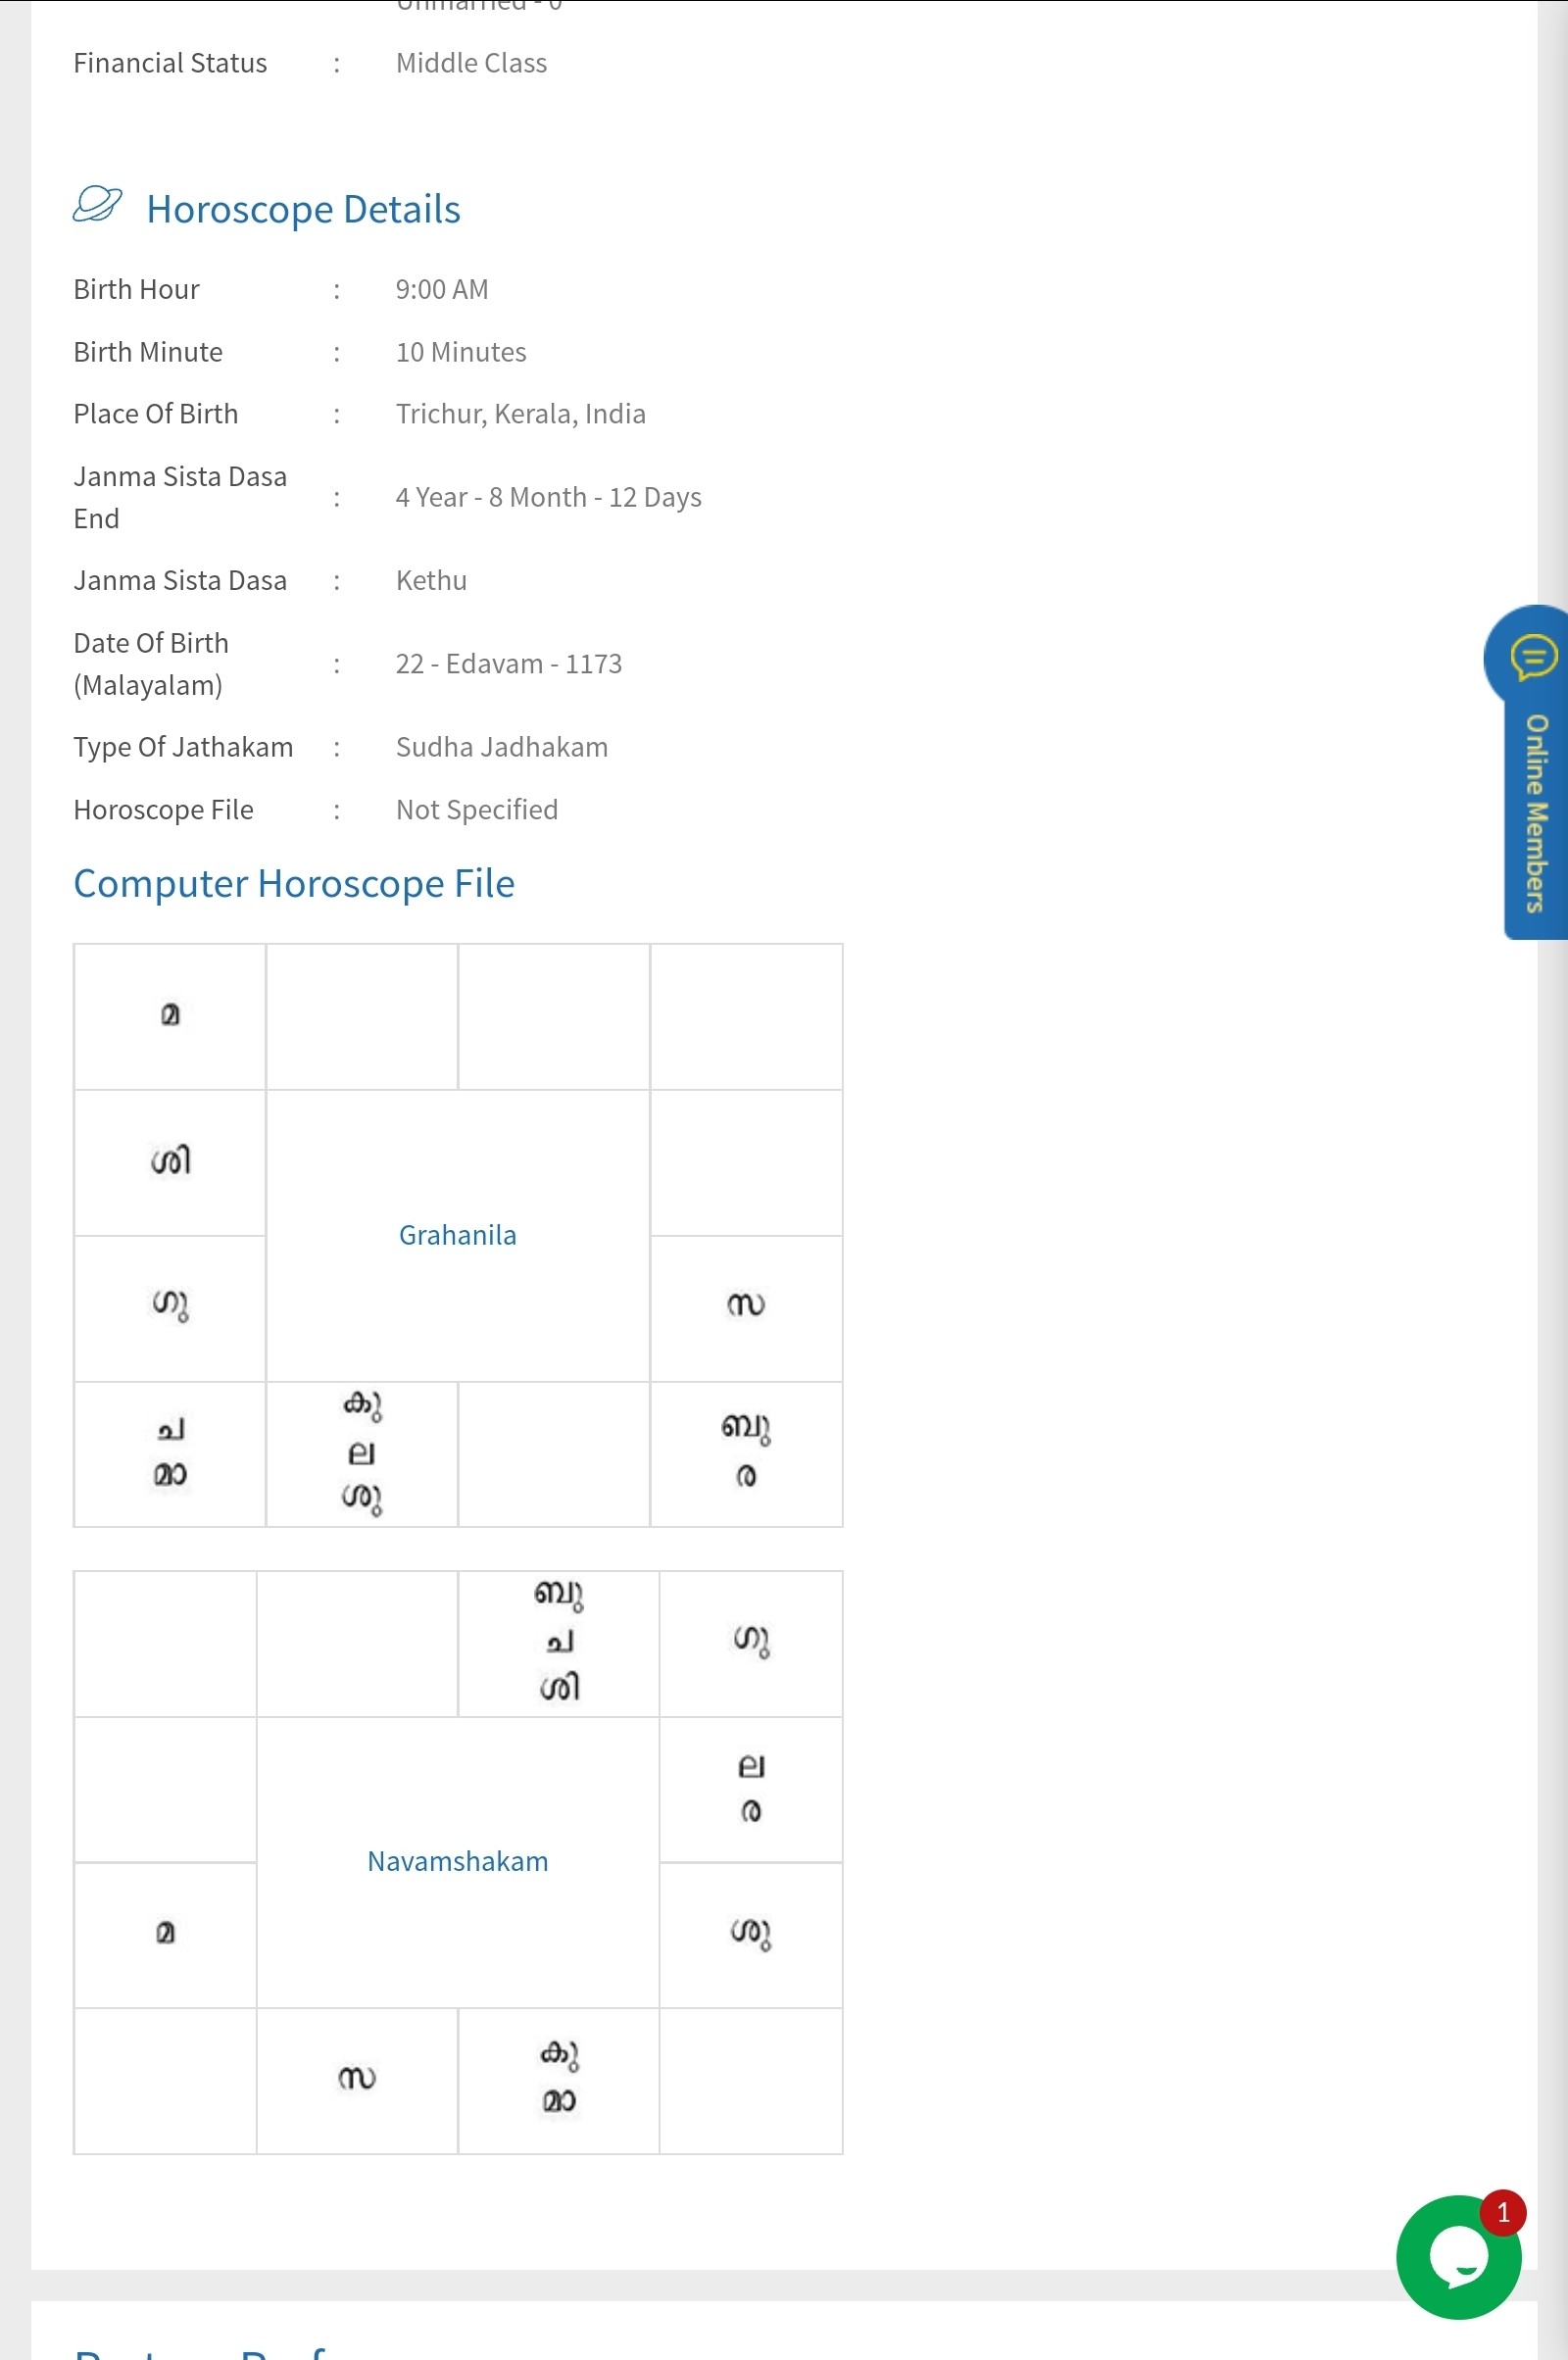 Unmarried - 0
Financial Status : Middle Class
Horoscope Details
Birth Hour : 9:00 AM
Birth Minute : 10 Minutes
Place Of Birth : Trichur, Kerala, India
Janma Sista Dasa
End : 4 Year - 8 Month - 12 Days
Janma Sista Dasa : Kethu
Date Of Birth
(Malayalam) : 22 - Edavam - 1173
Type Of Jathakam : Sudha Jadhakam
Horoscope File : Not Specified
Online Members
Computer Horoscope File
മ
ശി
Grahanila
ഗു
സ
ച
മാ
കു
ല
ശു
ബു
ര
ബു
ച
ശി
ഗു
ല
ര
Navamshakam
മ
ശു
സ
കു
മാ
1